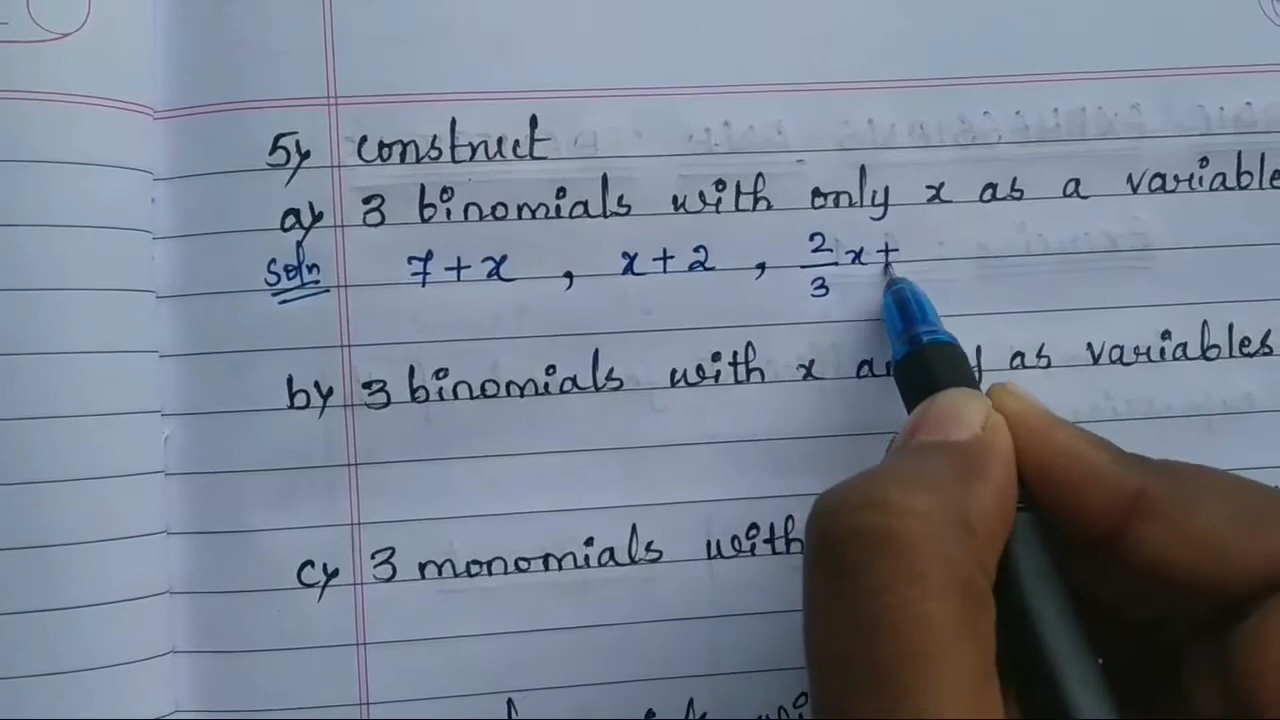 5) construct
a) 3 binomials with only x as a variable
Soln 7 + x , x + 2 , 2/3 x +
b) 3 binomials with x as variables
c) 3 monomials with